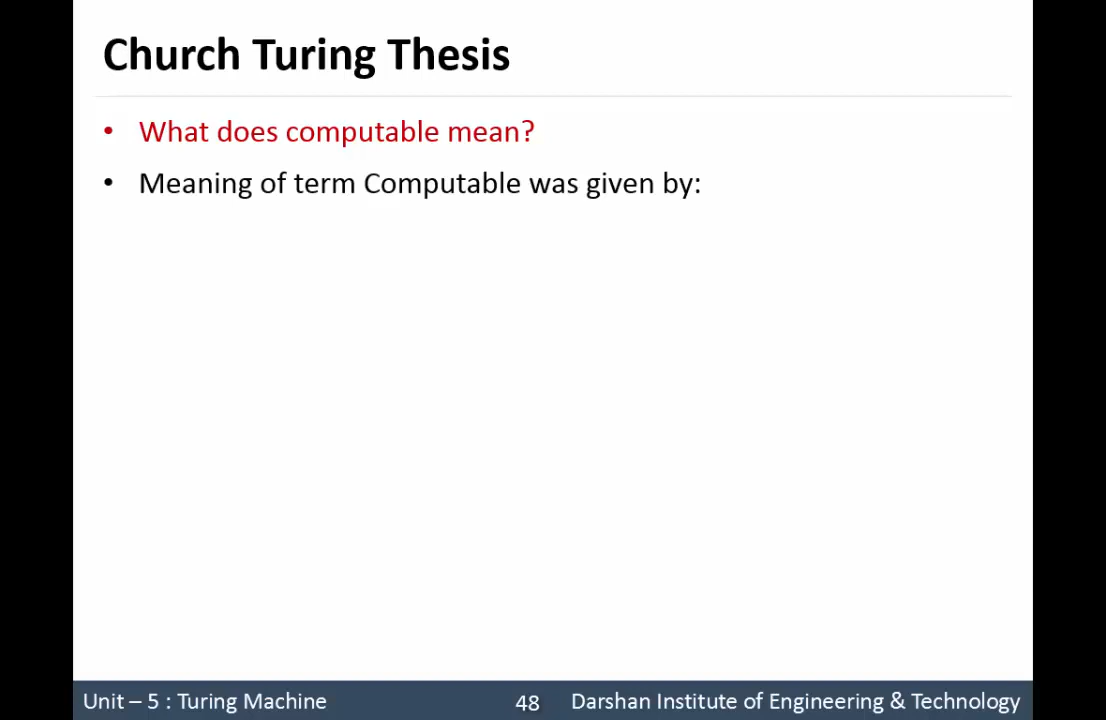 Church Turing Thesis
• What does computable mean?
• Meaning of term Computable was given by:
Unit – 5 : Turing Machine 48 Darshan Institute of Engineering & Technology